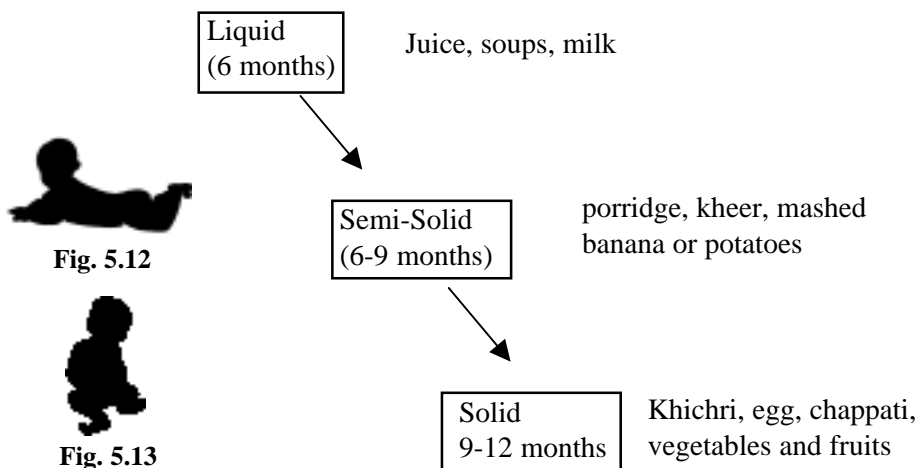 Liquid
(6 months)
Juice, soups, milk
Fig. 5.12
Semi-Solid
(6-9 months)
porridge, kheer, mashed
banana or potatoes
Fig. 5.13
Solid
9-12 months
Khichri, egg, chappati,
vegetables and fruits